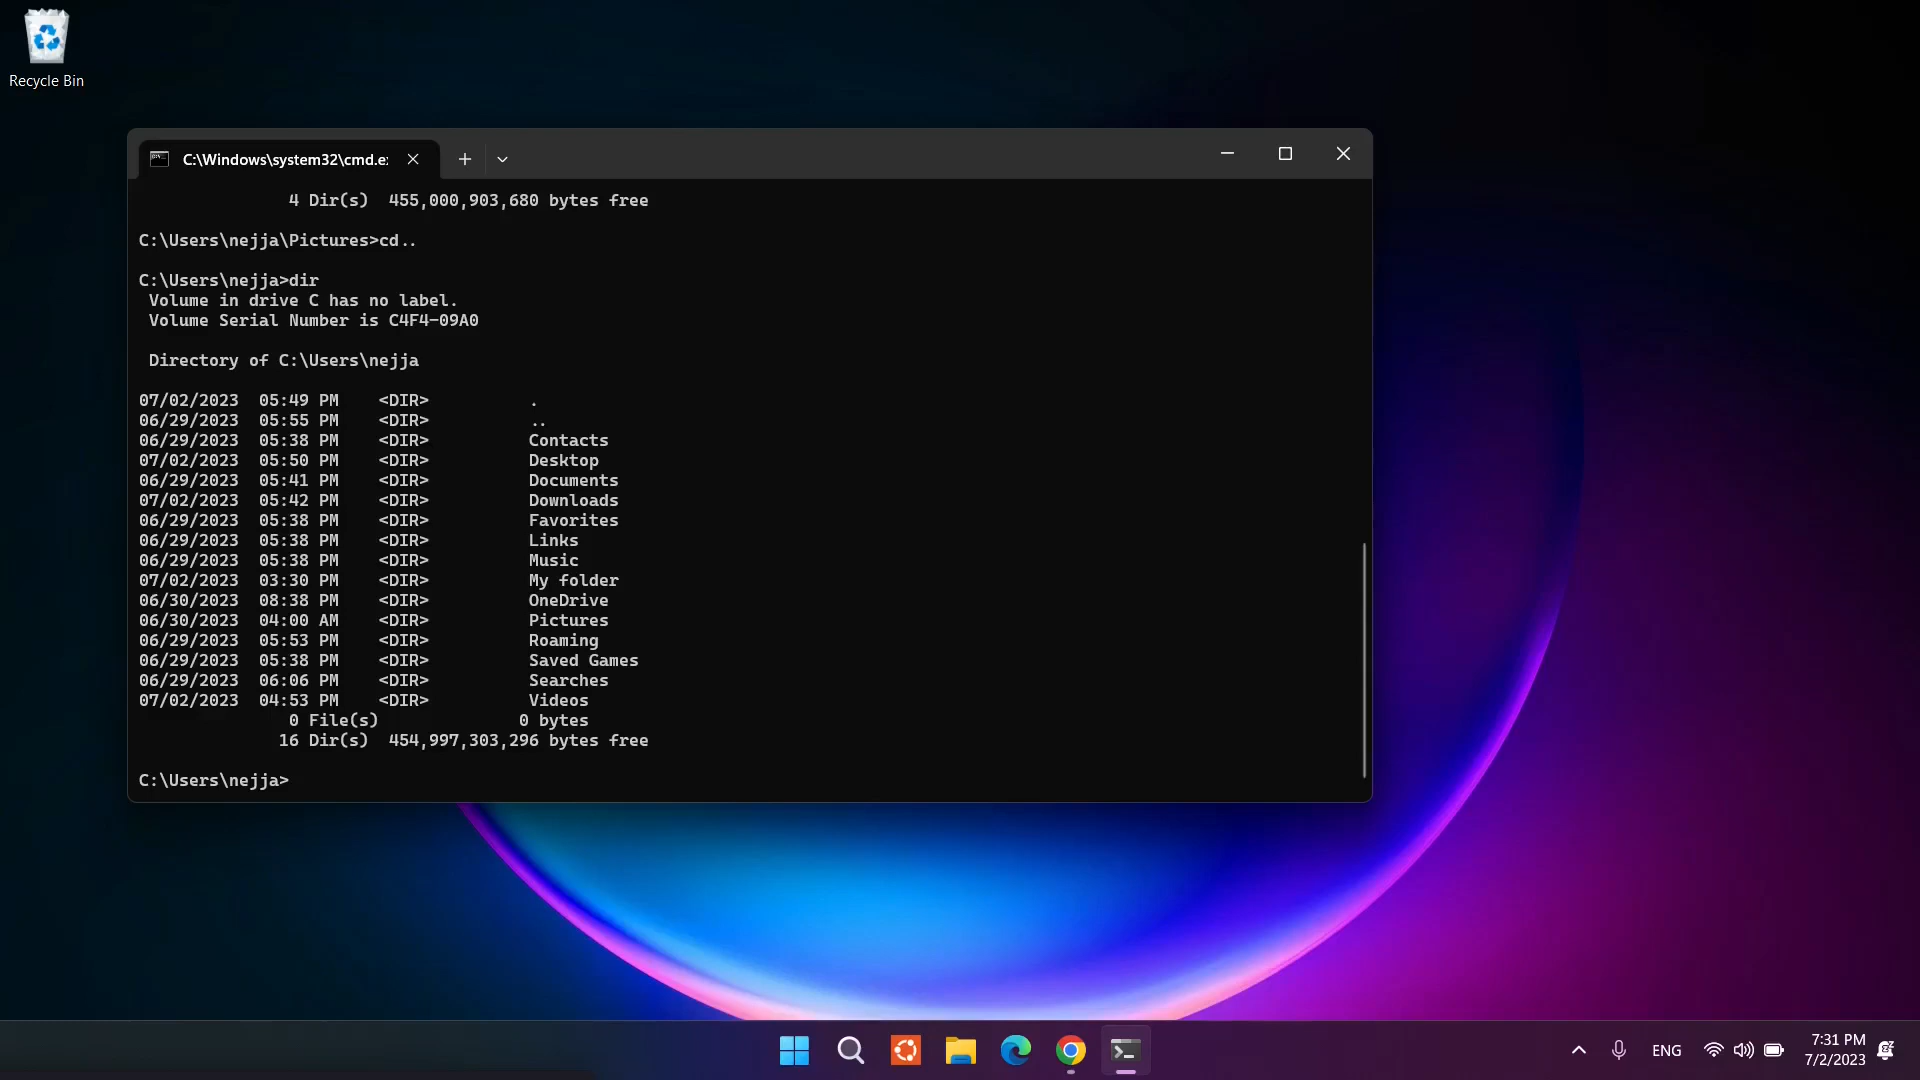 Recycle Bin
C:\Windows\system32\cmd.e
4 Dir(s)  455,000,903,680 bytes free
C:\Users\nejja\Pictures>cd..
C:\Users\nejja>dir
Volume in drive C has no label.
Volume Serial Number is C4F4-09A0
Directory of C:\Users\nejja
07/02/2023  05:49 PM    <DIR>          .
06/29/2023  05:55 PM    <DIR>          ..
06/29/2023  05:38 PM    <DIR>          Contacts
07/02/2023  05:50 PM    <DIR>          Desktop
06/29/2023  05:41 PM    <DIR>          Documents
07/02/2023  05:42 PM    <DIR>          Downloads
06/29/2023  05:38 PM    <DIR>          Favorites
06/29/2023  05:38 PM    <DIR>          Links
06/29/2023  05:38 PM    <DIR>          Music
07/02/2023  03:30 PM    <DIR>          My folder
06/30/2023  08:38 PM    <DIR>          OneDrive
06/30/2023  04:00 AM    <DIR>          Pictures
06/29/2023  05:53 PM    <DIR>          Roaming
06/29/2023  05:38 PM    <DIR>          Saved Games
06/29/2023  06:06 PM    <DIR>          Searches
07/02/2023  04:53 PM    <DIR>          Videos
0 File(s)              0 bytes
16 Dir(s)  454,997,303,296 bytes free
C:\Users\nejja>
ENG
7:31 PM
7/2/2023